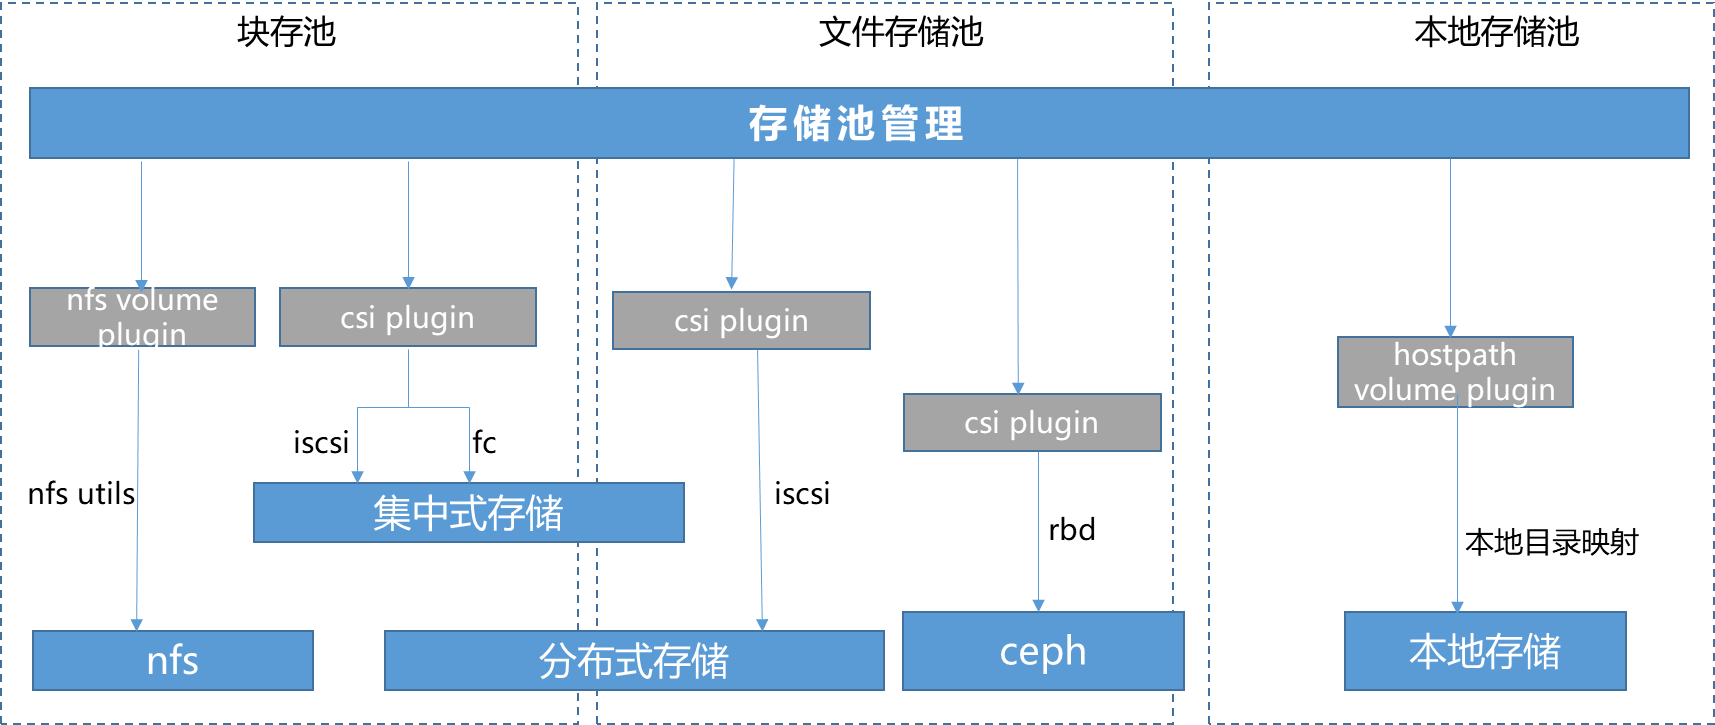 块存池
文件存储池
本地存储池
存储池管理
nfs volume
plugin
csi plugin
csi plugin
csi plugin
hostpath
volume plugin
iscsi
fc
nfs utils
iscsi
rbd
本地目录映射
集中式存储
nfs
分布式存储
ceph
本地存储